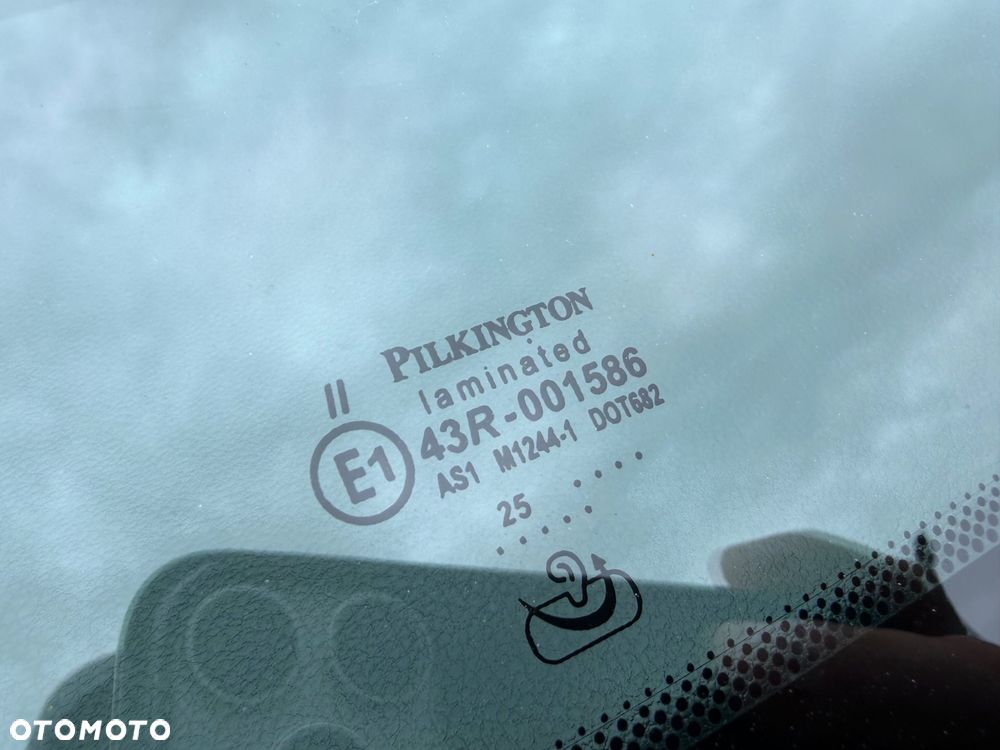 PILKINGTON
laminated
II
E1 43R-001586
AS1 M1244-1 DOT682
25 .....
.....
OTOMOTO